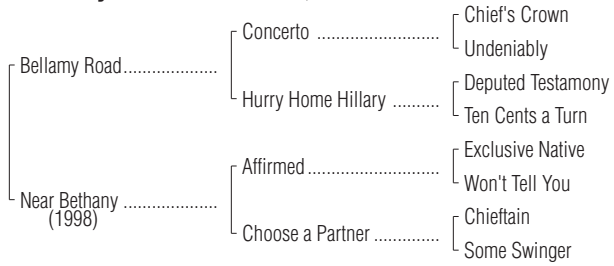 Chief's Crown
Concerto ..........................
Undeniably
Bellamy Road....................
Deputed Testamony
Hurry Home Hillary ..........
Ten Cents a Turn
Exclusive Native
Affirmed ............................
Won't Tell You
Near Bethany ....................
(1998)
Chieftain
Choose a Partner ..............
Some Swinger